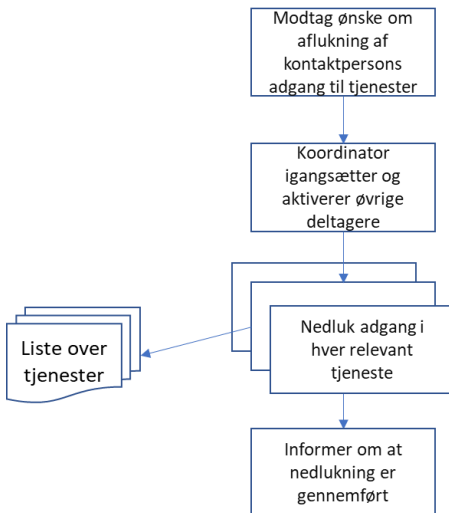 Modtag ønske om
aflukning af
kontaktpersons
adgang til tjenester
Koordinator
igangsætter og
aktiverer øvrige
deltagere
Nedluk adgang i
hver relevant
tjeneste
Liste over
tjenester
Informer om at
nedlukning er
gennemført